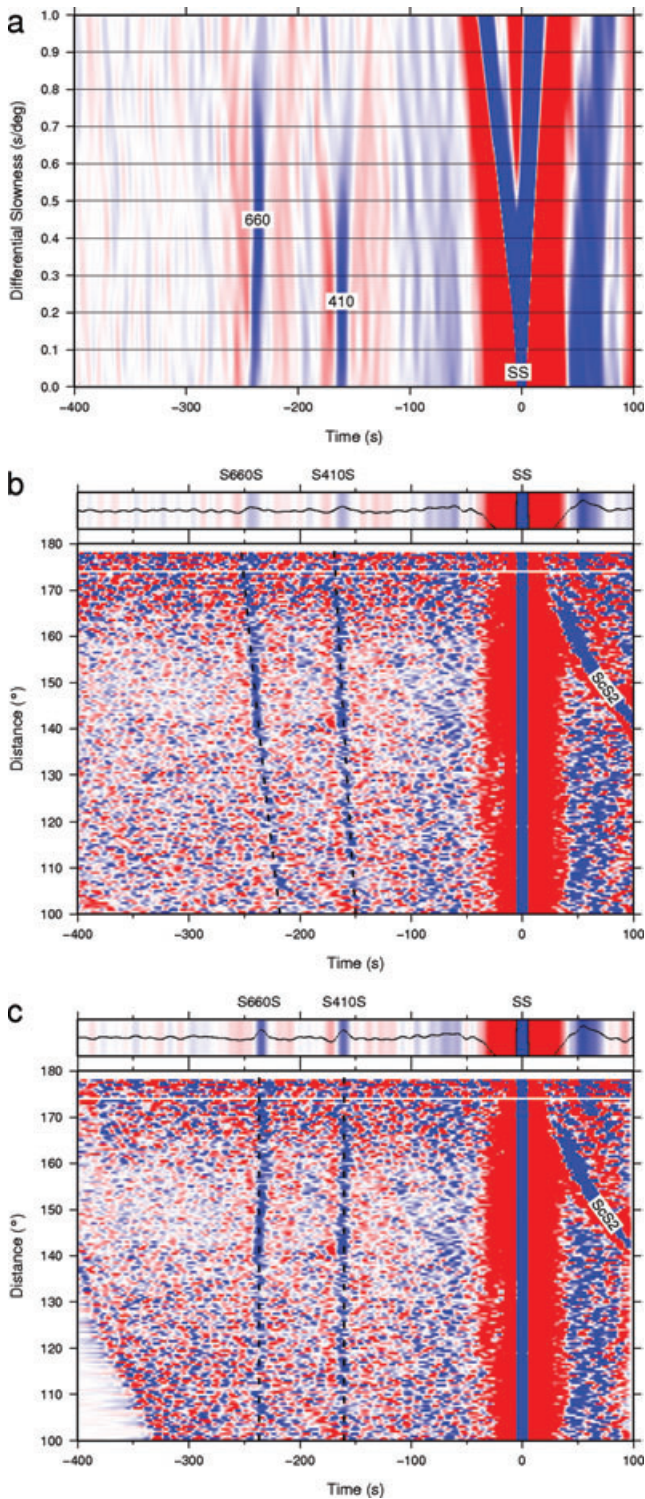 a
Differential Slowness (s/deg)
1.0
0.9
0.8
0.7
0.6
0.5
0.4
0.3
0.2
0.1
0.0
660
410
SS
−400 −300 −200 −100 0 100
Time (s)
b
S660S S410S SS
Distance (°)
180
170
160
150
140
130
120
110
100
ScS2
−400 −300 −200 −100 0 100
Time (s)
c
S660S S410S SS
Distance (°)
180
170
160
150
140
130
120
110
100
ScS2
−400 −300 −200 −100 0 100
Time (s)